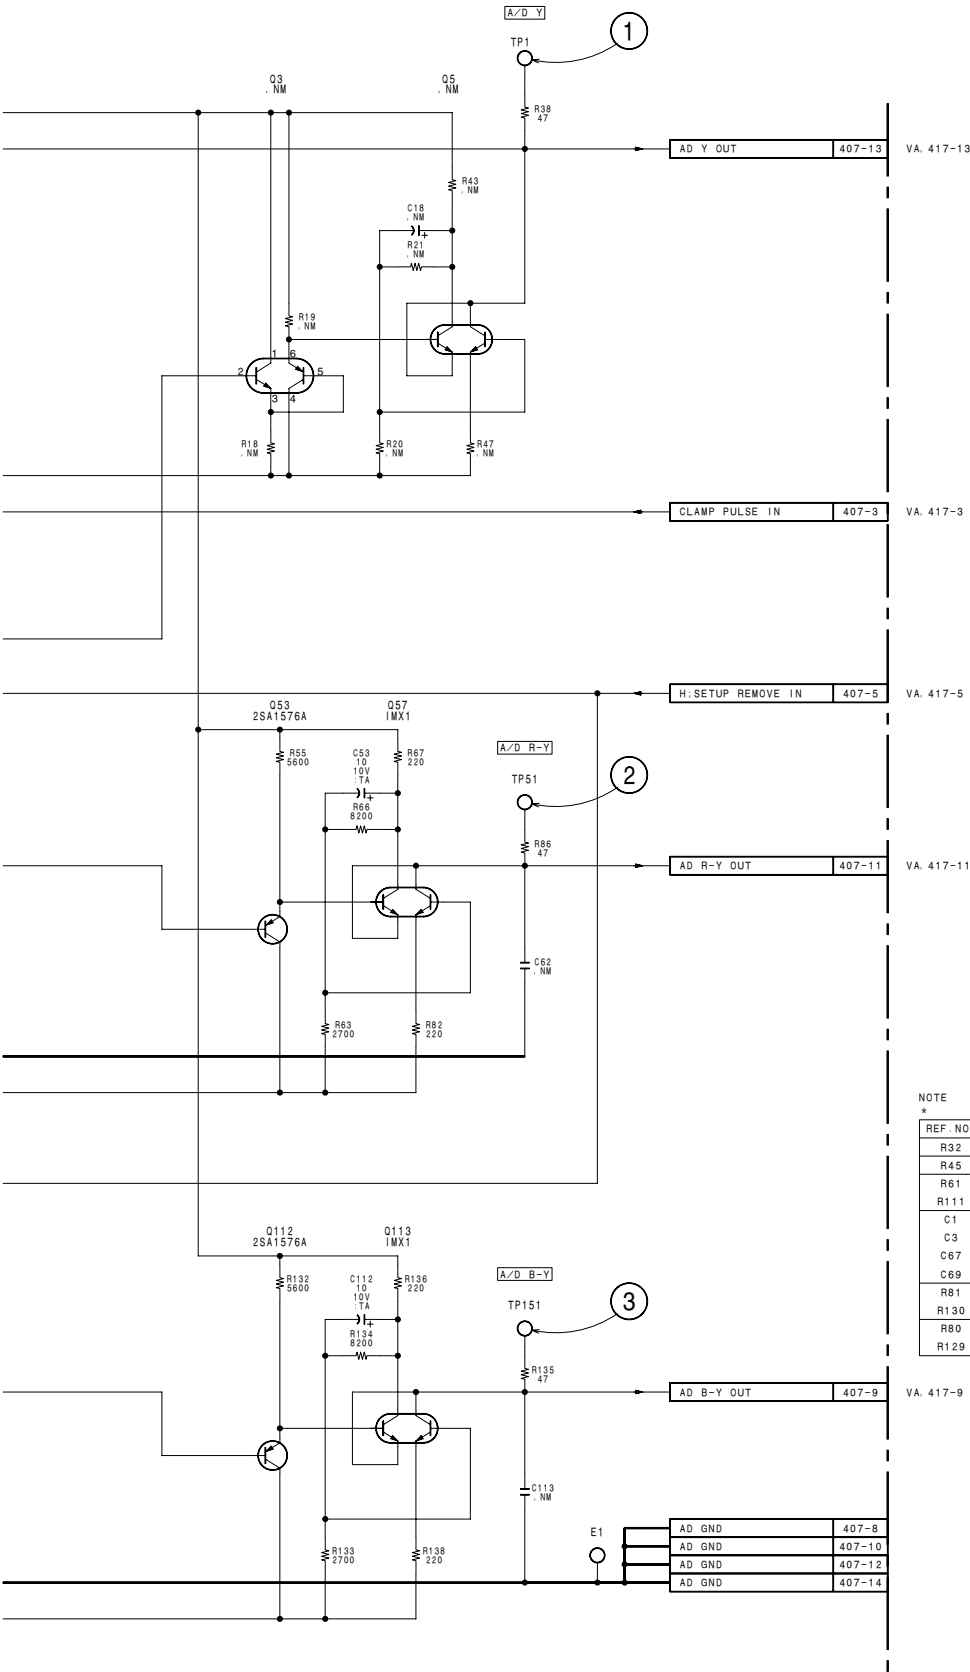 A/D Y
1
TP1
Q3
. NM
Q5
. NM
R38
47
AD Y OUT 407-13 VA. 417-13
R43
. NM
C18
. NM
+
R21
. NM
R19
. NM
1 6
2 5
3 4
R18
. NM
R20
. NM
R47
. NM
CLAMP PULSE IN 407-3 VA. 417-3
H:SETUP REMOVE IN 407-5 VA. 417-5
Q53
2SA1576A
Q57
IMX1
A/D R-Y
R55
5600
C53
10
10V
:TA
+
R67
220
TP51
2
R66
8200
R86
47
AD R-Y OUT 407-11 VA. 417-11
C62
. NM
R63
2700
R82
220
NOTE
*
REF.NO
R32
R45
R61
R111
C1
C3
C67
C69
R81
R130
R80
R129
Q112
2SA1576A
Q113
IMX1
A/D B-Y
R132
5600
C112
10
10V
:TA
+
R136
220
TP151
3
R134
8200
R135
47
AD B-Y OUT 407-9 VA. 417-9
C113
. NM
E1
AD GND 407-8
AD GND 407-10
AD GND 407-12
AD GND 407-14
R133
2700
R138
220